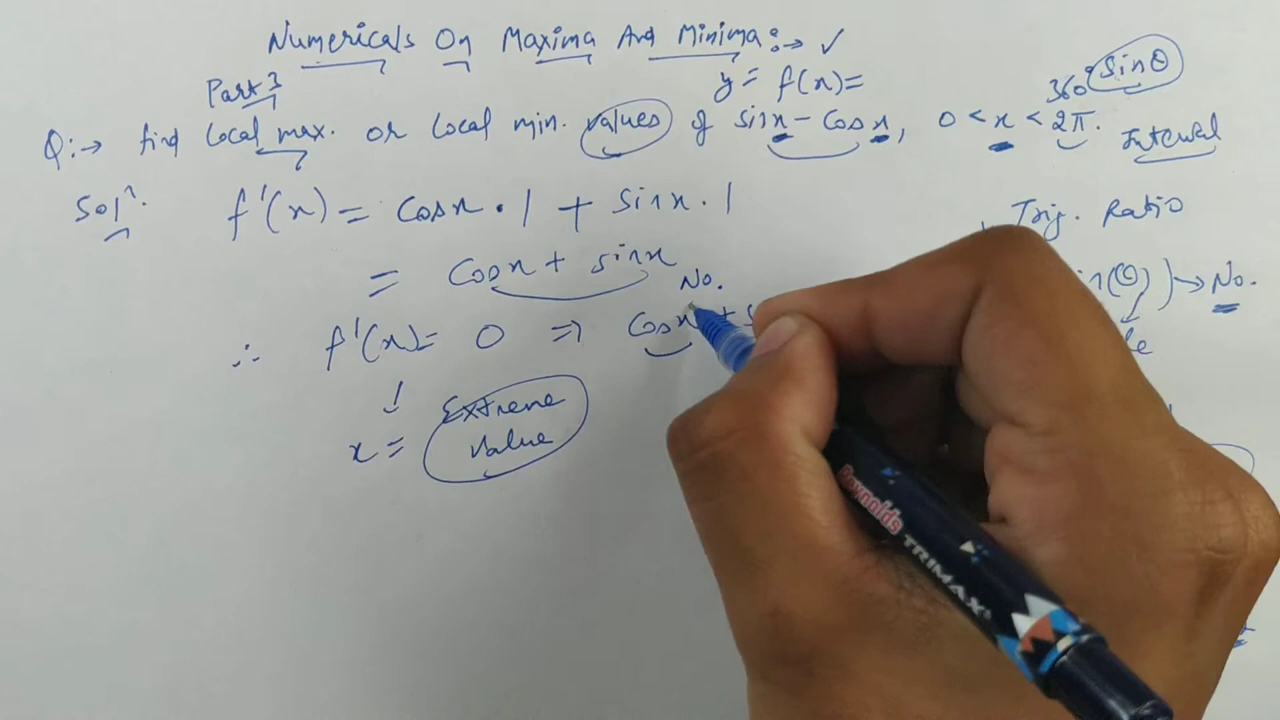 Numericals On Maxima And Minima :→ ✓
Part 3
y = f(x)=
360° sinθ
Q:→ find local max. or local min. values of sinx - cosx, 0 < x < 2π. Interval
Solⁿ. f'(x) = cosx · 1 + sinx · 1
Trig. Ratio
= cosx + sinx
No.
(θ) → No.
∴ f'(x) = 0 ⇒ cosx +
x = Extreme
value
Reynolds TRIMAX